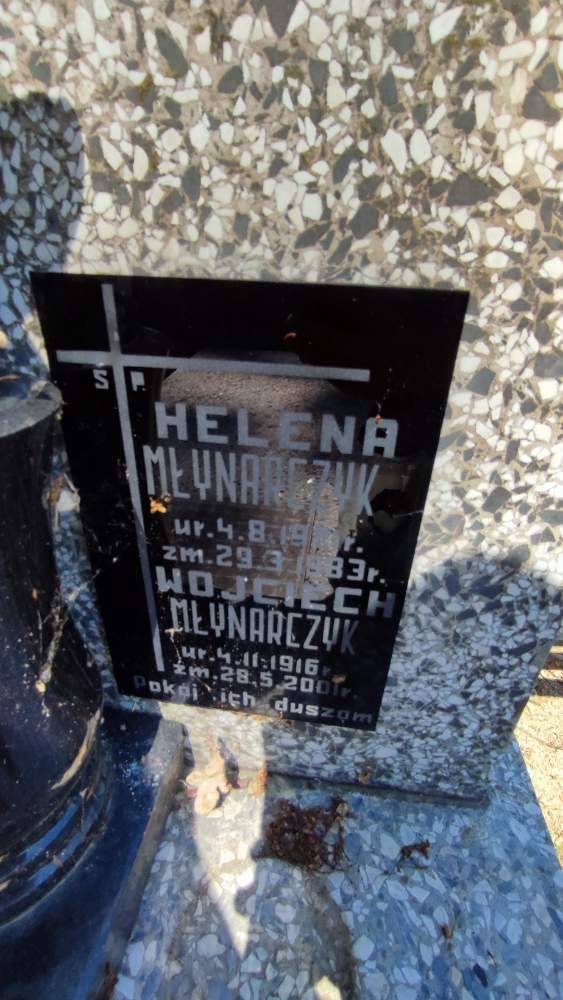 Ś P.
HELENA
MŁYNARCZYK
ur. 4.8.
zm. 29.3.1983r.
WOJCIECH
MŁYNARCZYK
ur. 4.11.1916r.
zm. 28.5.2001r.
Pokój ich duszom